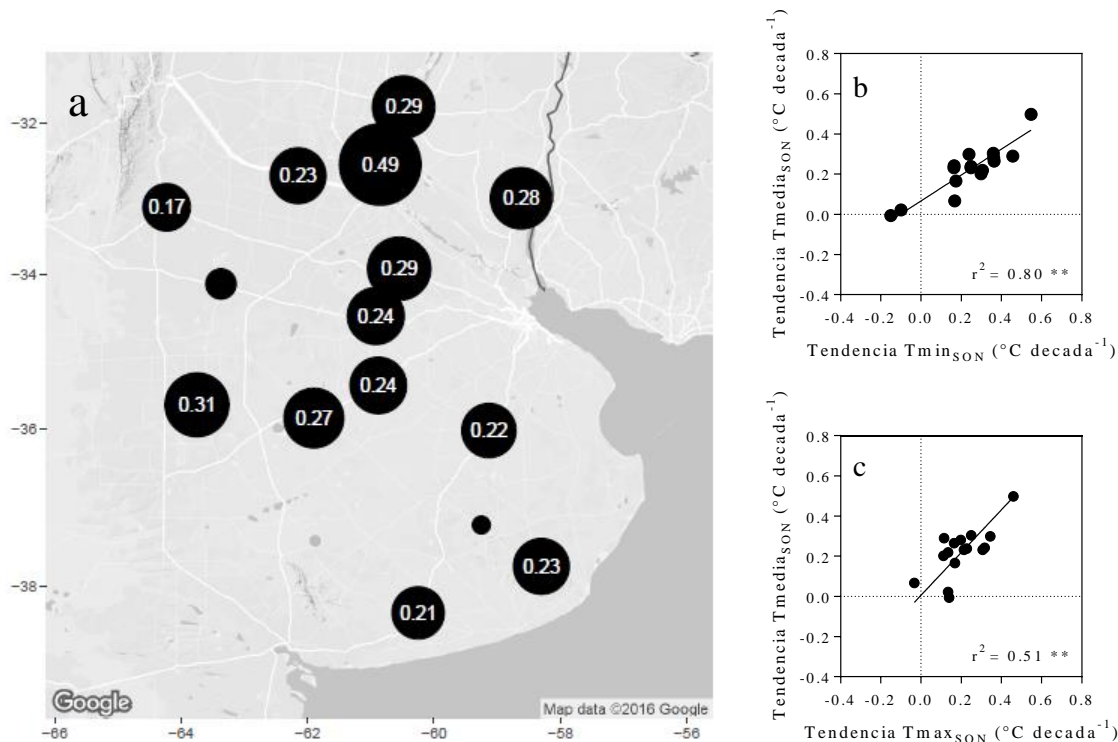 a
0.29
0.49
0.23
0.28
0.17
0.29
0.24
0.24
0.31
0.27
0.22
0.23
0.21
−32
−34
−36
−38
−66
−64
−62
−60
−58
−56
Google
Map data ©2016 Google
b
Tendencia Tmedia_SON (°C decada^-1)
0.8
0.6
0.4
0.2
0.0
-0.2
-0.4
r^2 = 0.80 **
-0.4 -0.2 0.0 0.2 0.4 0.6 0.8
Tendencia Tmin_SON (°C decada^-1)
c
Tendencia Tmedia_SON (°C decada^-1)
0.8
0.6
0.4
0.2
0.0
-0.2
-0.4
r^2 = 0.51 **
-0.4 -0.2 0.0 0.2 0.4 0.6 0.8
Tendencia Tmax_SON (°C decada^-1)